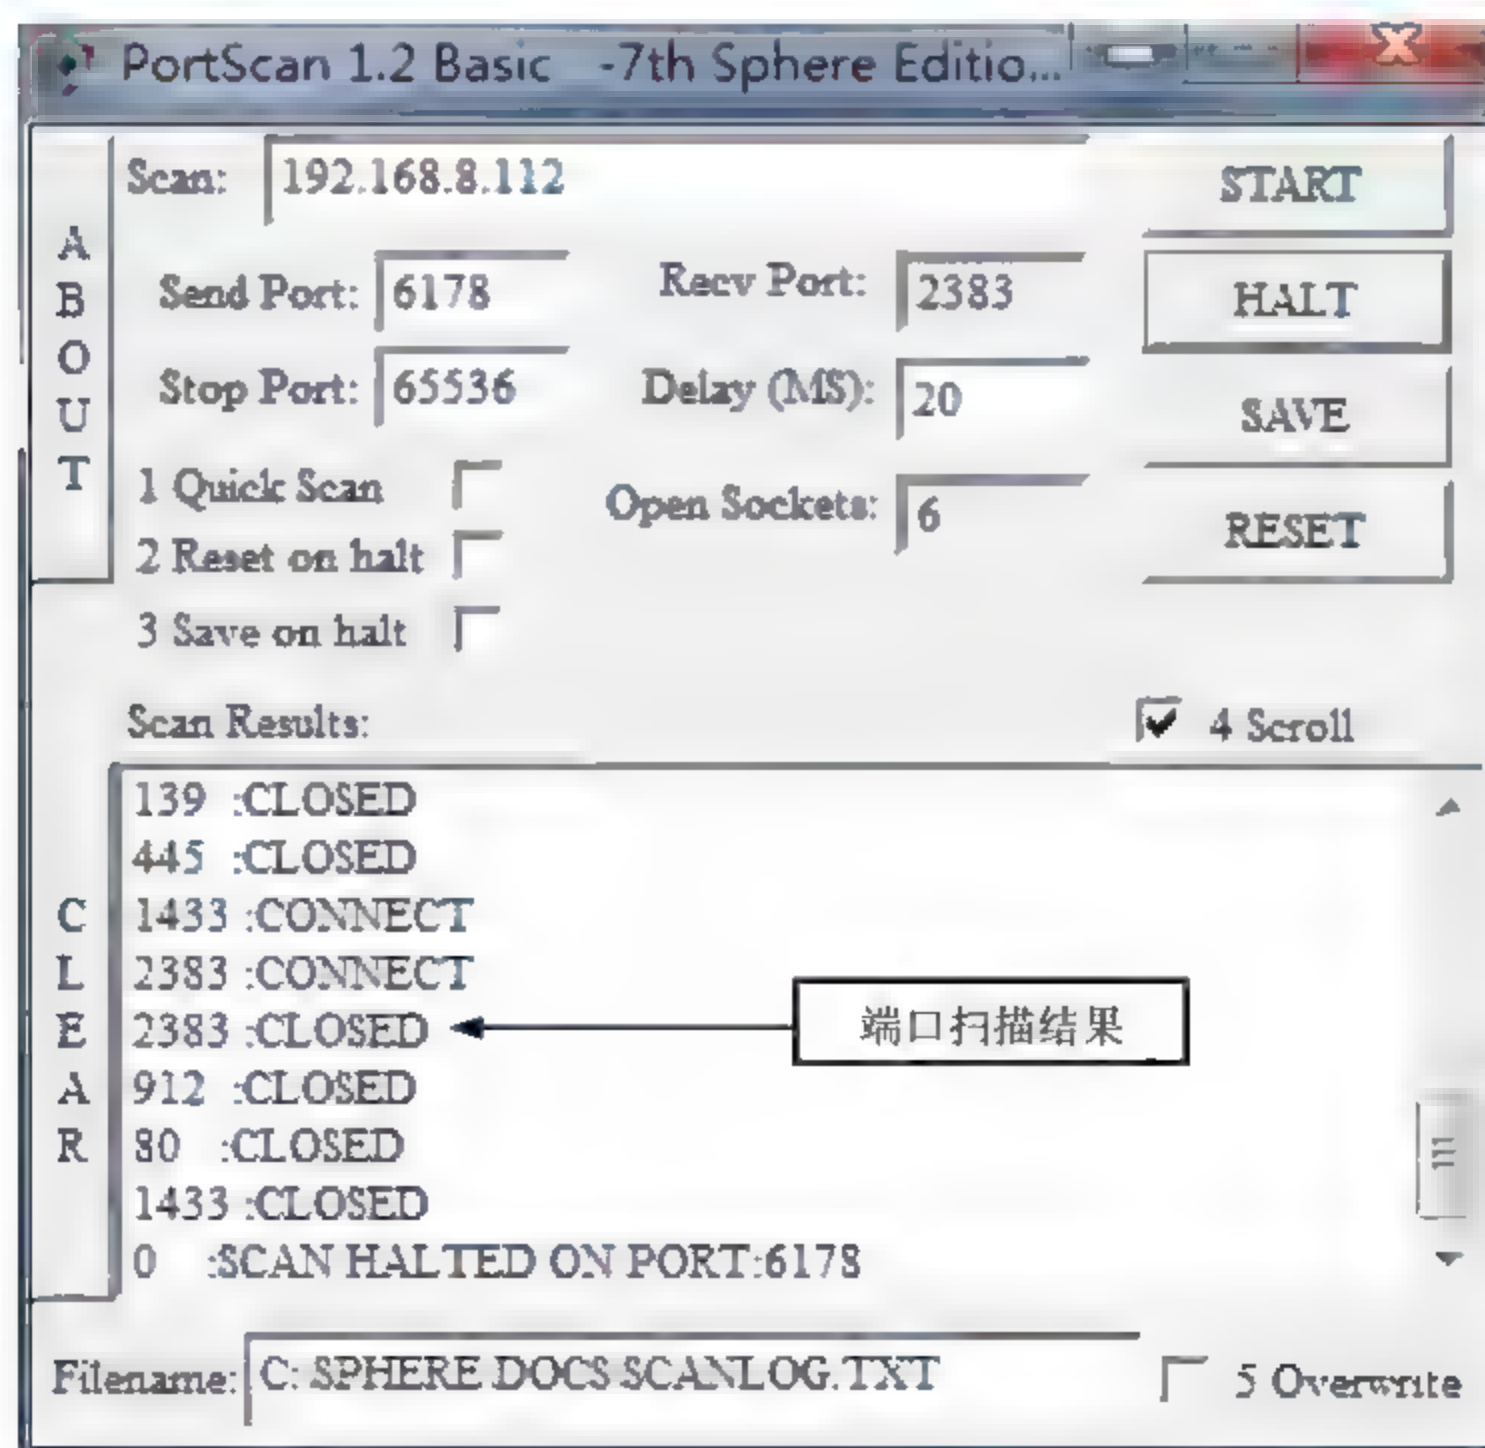 PortScan 1.2 Basic -7th Sphere Editio...
ABOUT
Scan: 192.168.8.112
START
Send Port: 6178
Recv Port: 2383
HALT
Stop Port: 65536
Delay (MS): 20
SAVE
1 Quick Scan
Open Sockets: 6
RESET
2 Reset on halt
3 Save on halt
Scan Results:
4 Scroll
CLEAR
139 :CLOSED
445 :CLOSED
1433 :CONNECT
2383 :CONNECT
2383 :CLOSED
端口扫描结果
912 :CLOSED
80 :CLOSED
1433 :CLOSED
0 :SCAN HALTED ON PORT:6178
Filename: C: SPHERE DOCS SCANLOG.TXT
5 Overwrite